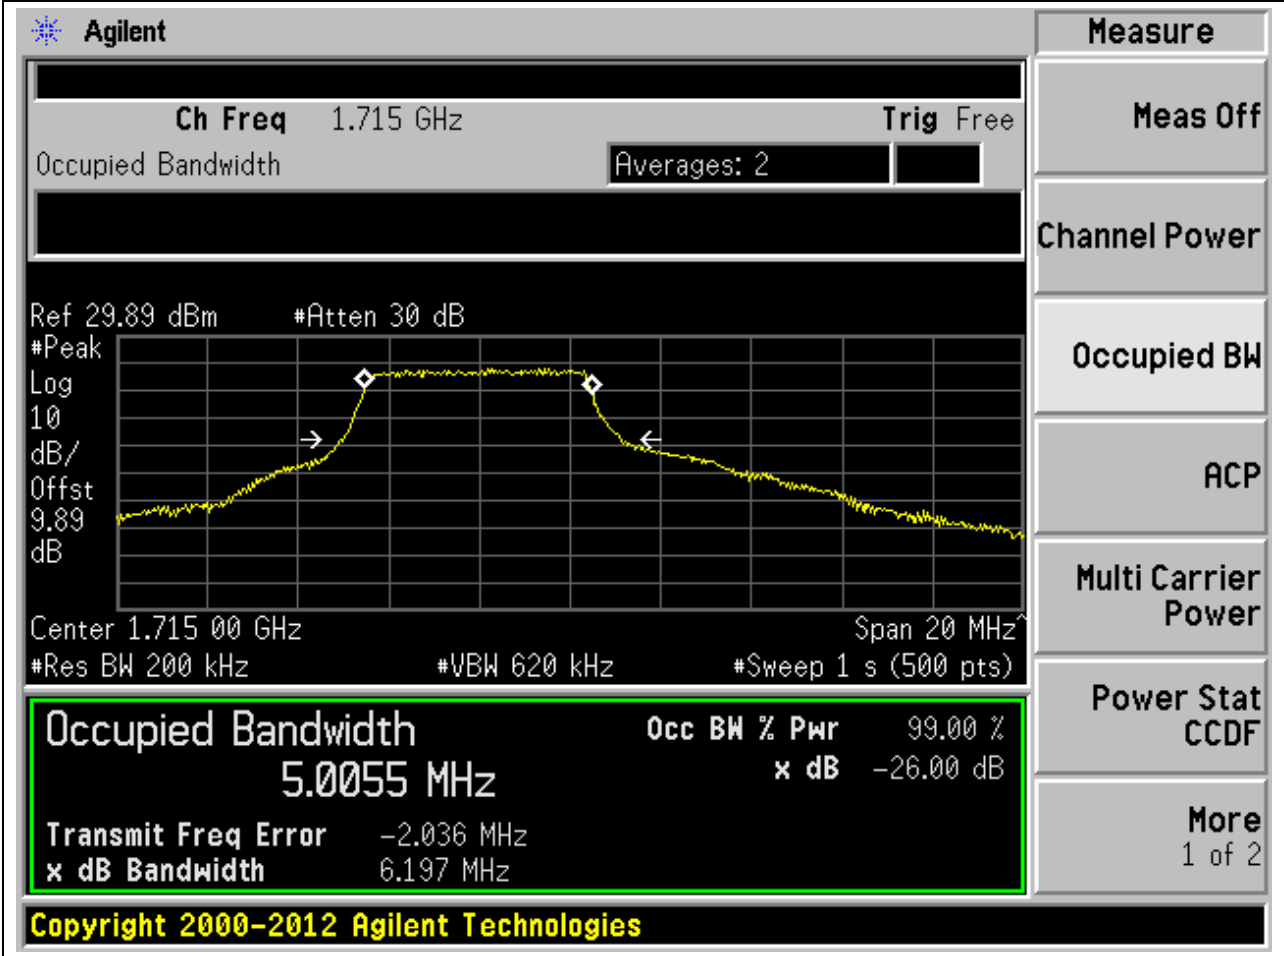 Agilent
Measure
Ch Freq 1.715 GHz Trig Free
Occupied Bandwidth Averages: 2
Ref 29.89 dBm #Atten 30 dB
#Peak
Log
10
dB/
Offst
9.89
dB
Center 1.715 00 GHz Span 20 MHz^
#Res BW 200 kHz #VBW 620 kHz #Sweep 1 s (500 pts)
Occupied Bandwidth Occ BW % Pwr 99.00 %
5.0055 MHz x dB -26.00 dB
Transmit Freq Error -2.036 MHz
x dB Bandwidth 6.197 MHz
Meas Off
Channel Power
Occupied BW
ACP
Multi Carrier
Power
Power Stat
CCDF
More
1 of 2
Copyright 2000-2012 Agilent Technologies